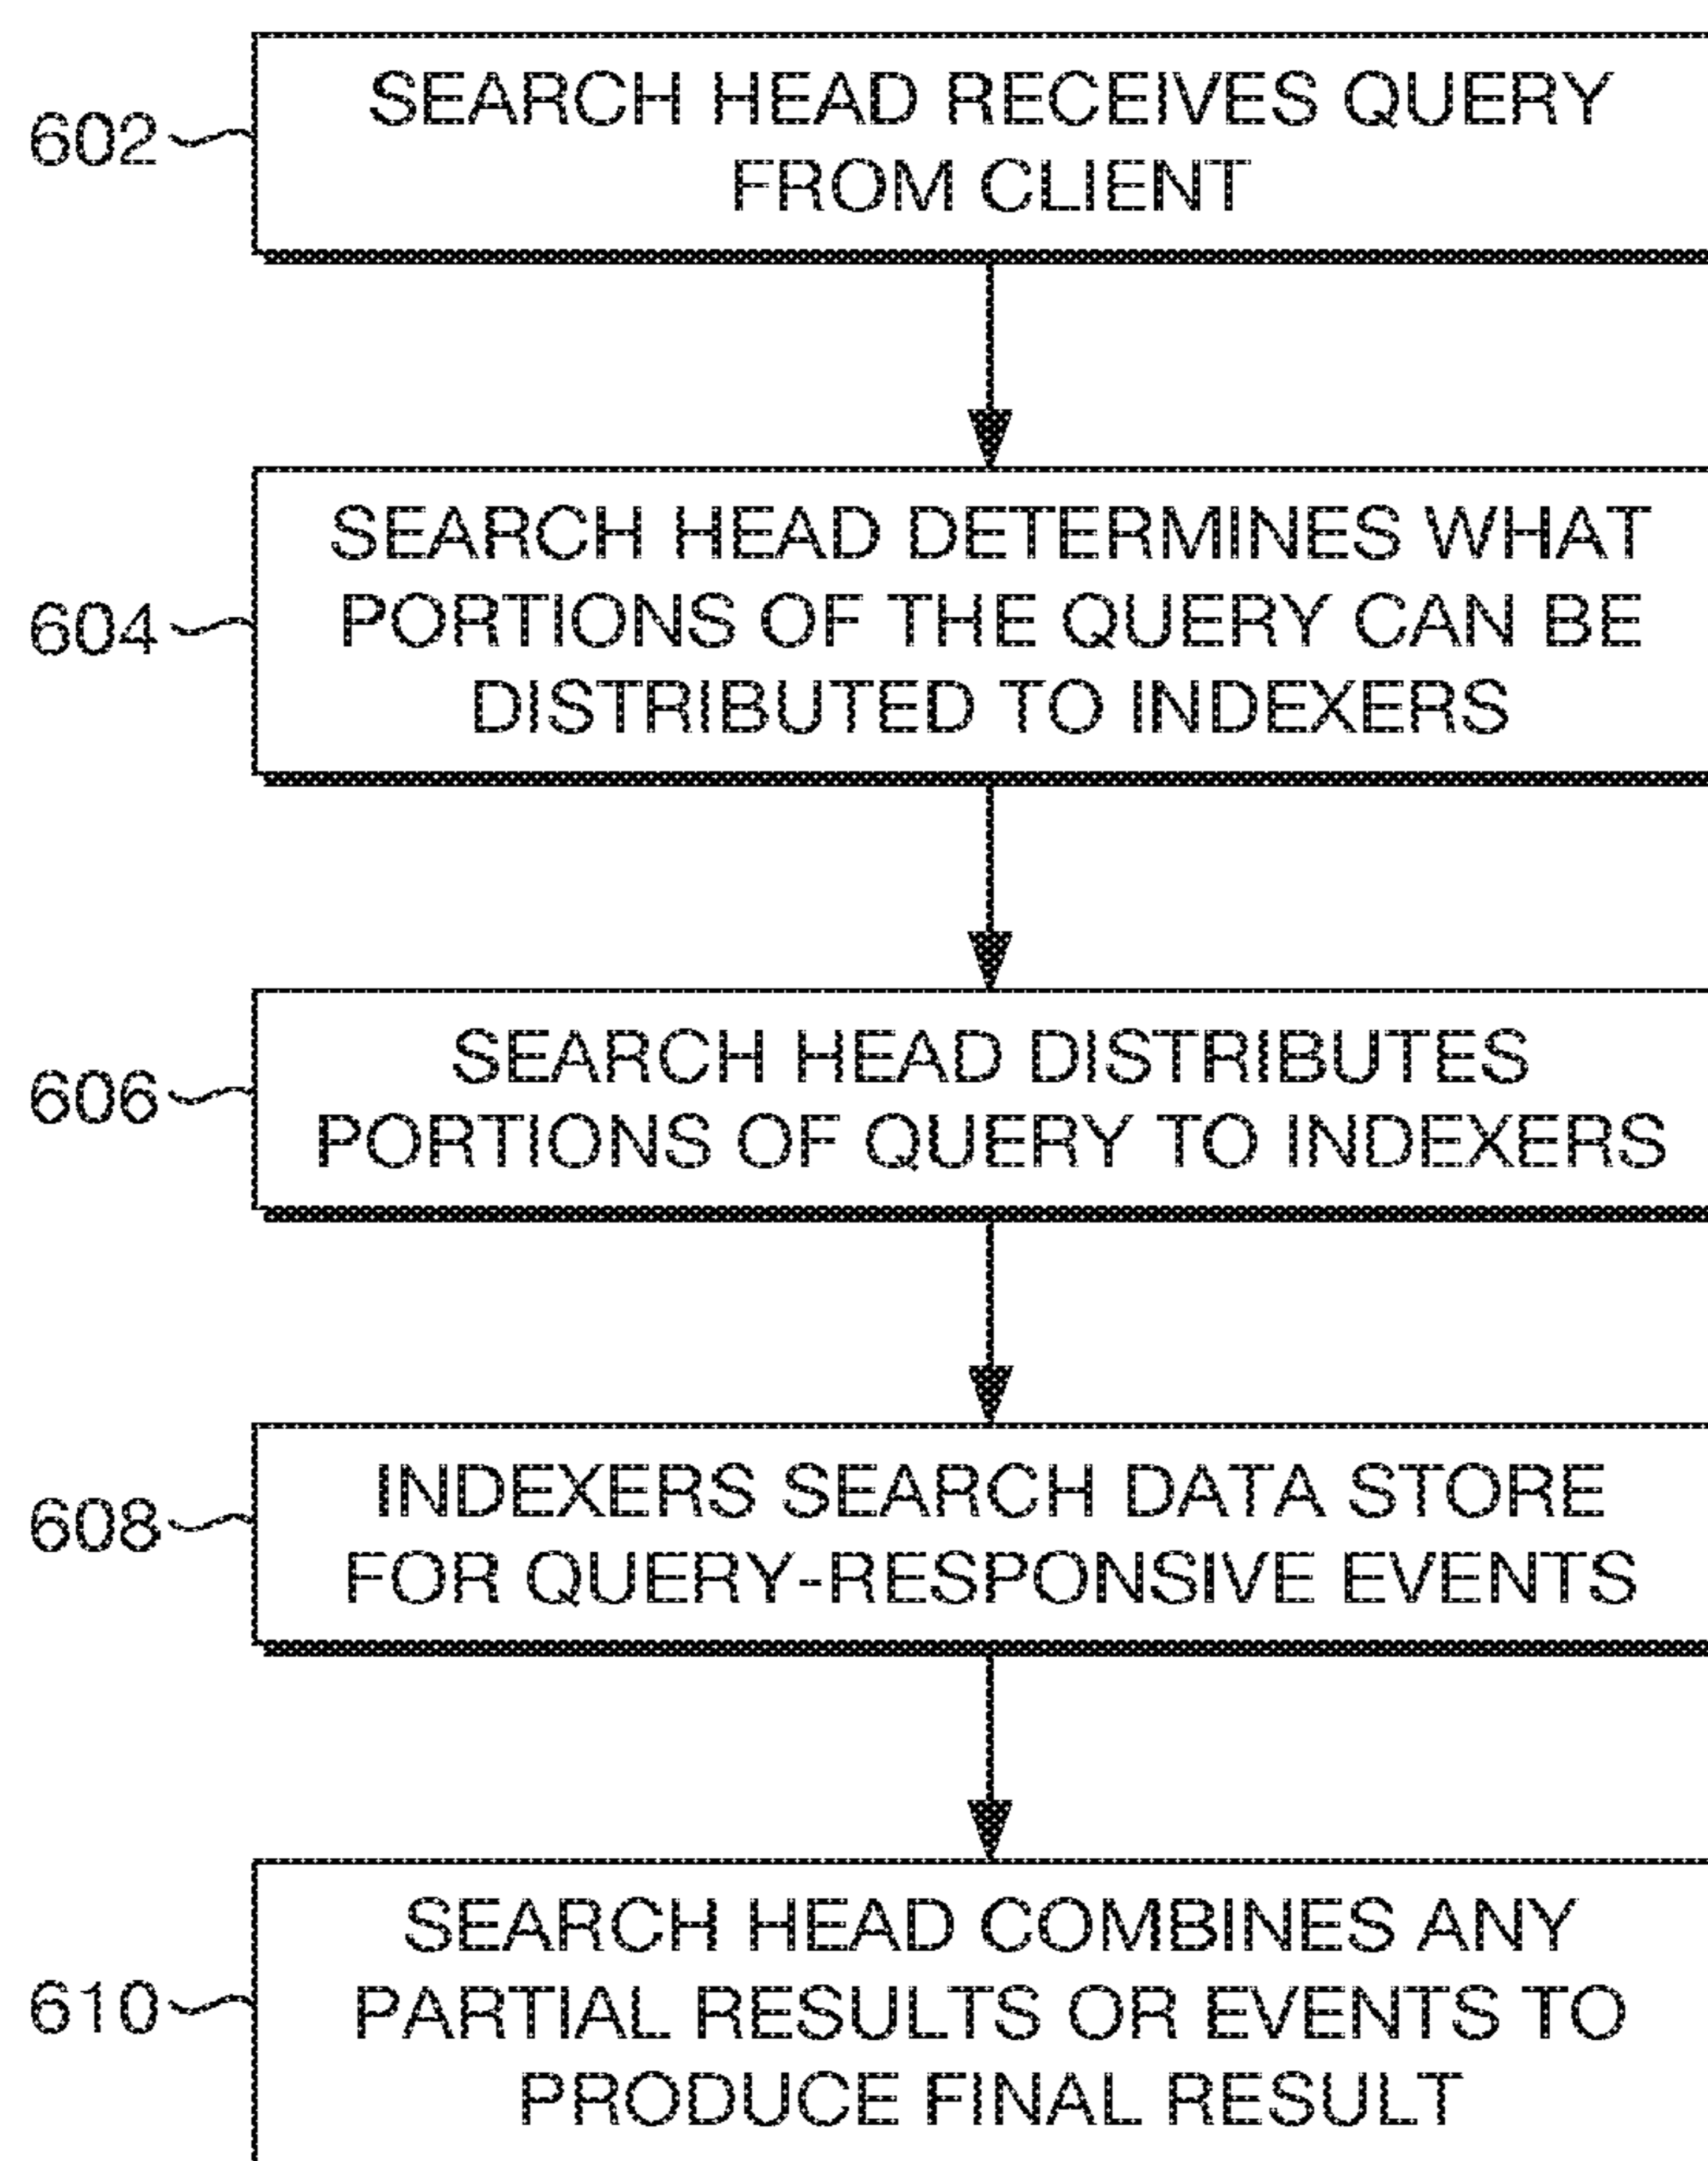 SEARCH HEAD RECEIVES QUERY
FROM CLIENT
602
SEARCH HEAD DETERMINES WHAT
PORTIONS OF THE QUERY CAN BE
DISTRIBUTED TO INDEXERS
604
SEARCH HEAD DISTRIBUTES
PORTIONS OF QUERY TO INDEXERS
606
INDEXERS SEARCH DATA STORE
FOR QUERY-RESPONSIVE EVENTS
608
SEARCH HEAD COMBINES ANY
PARTIAL RESULTS OR EVENTS TO
PRODUCE FINAL RESULT
610